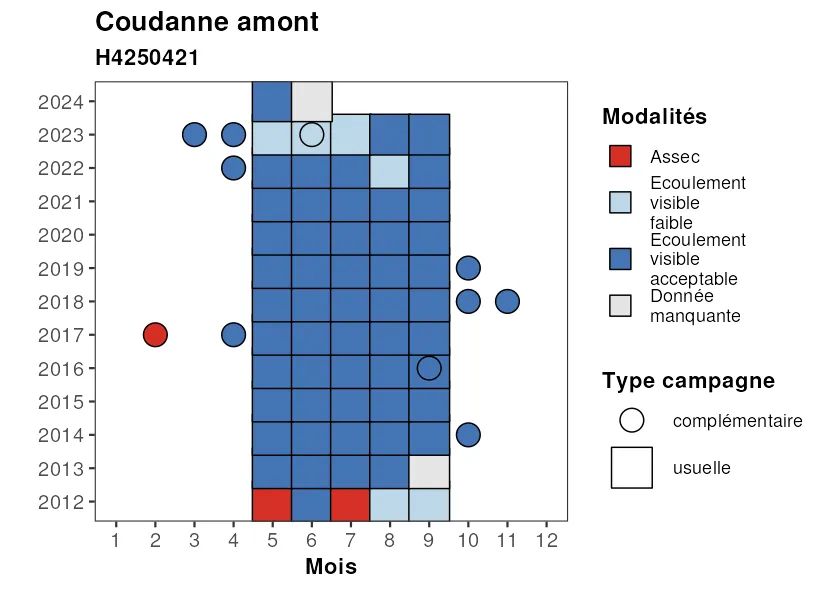 Coudanne amont
H4250421
2024
2023
2022
2021
2020
2019
2018
2017
2016
2015
2014
2013
2012
1 2 3 4 5 6 7 8 9 10 11 12
Mois
Modalités
Assec
Ecoulement
visible
faible
Ecoulement
visible
acceptable
Donnée
manquante
Type campagne
complémentaire
usuelle